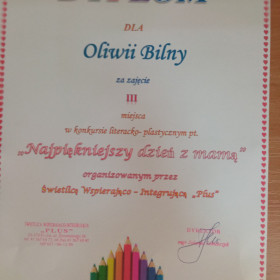 DYPLOM
DLA
Oliwii Bilny
za zajęcie
III
miejsca
w konkursie literacko- plastycznym pt.
„Najpiękniejszy dzień z mamą”
organizowanym przez
Świetlicę Wspierająco - Integrującą „Plus”
"PLUS"